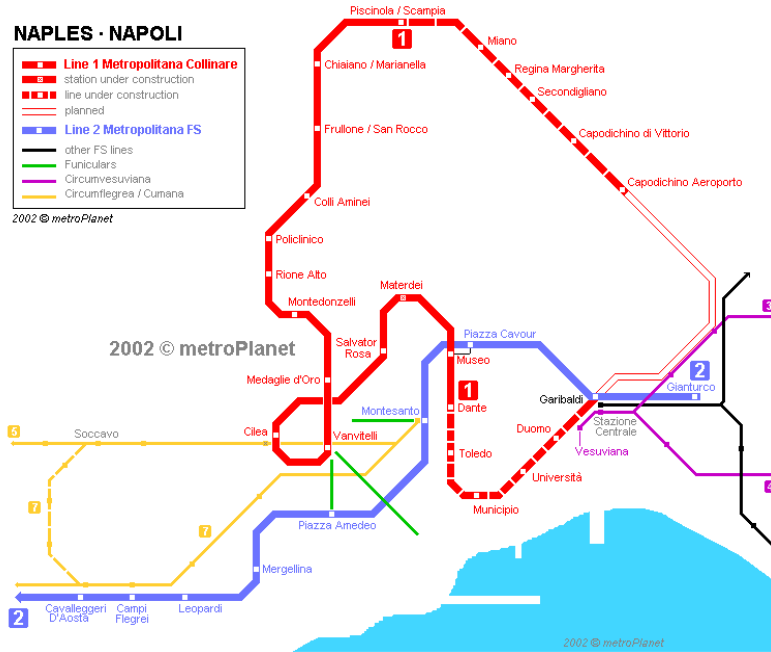 NAPLES · NAPOLI
Line 1 Metropolitana Collinare
station under construction
line under construction
planned
Line 2 Metropolitana FS
other FS lines
Funiculars
Circumvesuviana
Circumflegrea / Cumana
2002 © metroPlanet
Piscinola / Scampia
1
Miano
Chiaiano / Marianella
Regina Margherita
Secondigliano
Frullone / San Rocco
Capodichino di Vittorio
Capodichino Aeroporto
Colli Aminei
Policlinico
Rione Alto
Materdei
Montedonzelli
3
Piazza Cavour
2002 © metroPlanet
Salvator
Rosa
Museo
2
Medaglie d'Oro
1
Gianturco
Garibaldi
Montesanto
Dante
Stazione
Centrale
5
Soccavo
Cilea
Vanvitelli
Duomo
Vesuviana
Toledo
Università
4
7
7
Municipio
Piazza Amedeo
Mergellina
2
Cavalleggeri
D'Aosta
Campi
Flegrei
Leopardi
2002 © metroPlanet